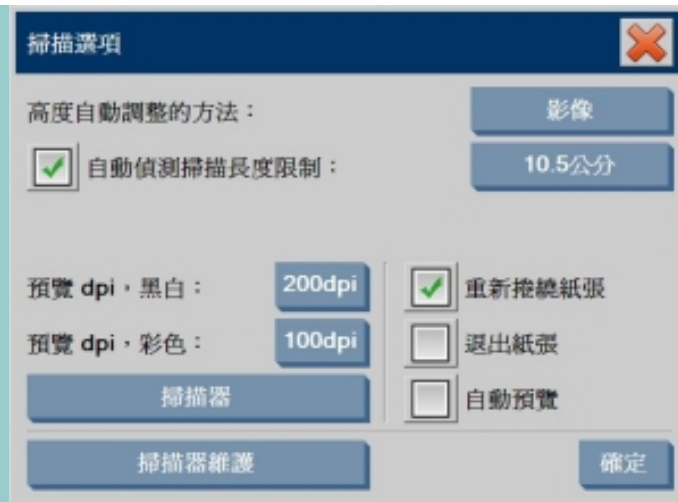 掃描選項
高度自動調整的方法： 影像
自動偵測掃描長度限制： 10.5公分
預覽 dpi，黑白： 200dpi 重新捲繞紙張
預覽 dpi，彩色： 100dpi 退出紙張
掃描器 自動預覽
掃描器維護 確定